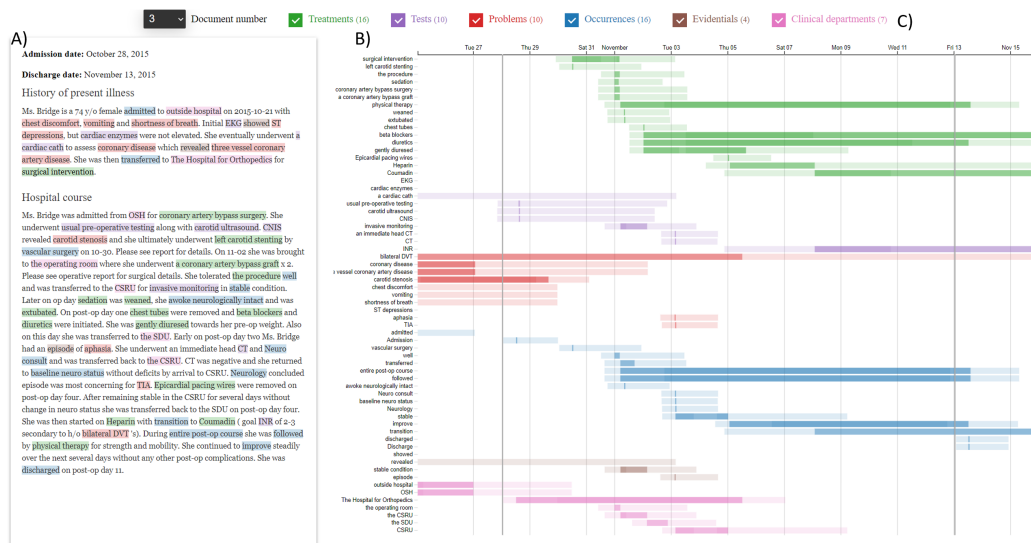 3 Document number Treatments (16) Tests (10) Problems (10) Occurrences (16) Evidentials (4) Clinical departments (7)
A)
B)
C)
Admission date: October 28, 2015
Discharge date: November 13, 2015
History of present illness
Ms. Bridge is a 74 y/o female admitted to outside hospital on 2015-10-21 with
chest discomfort, vomiting and shortness of breath. Initial EKG showed ST
depressions, but cardiac enzymes were not elevated. She eventually underwent a
cardiac cath to assess coronary disease which revealed three vessel coronary
artery disease. She was then transferred to The Hospital for Orthopedics for
surgical intervention.
Hospital course
Ms. Bridge was admitted from OSH for coronary artery bypass surgery. She
underwent usual pre-operative testing along with carotid ultrasound. CNIS
revealed carotid stenosis and she ultimately underwent left carotid stenting by
vascular surgery on 10-30. Please see report for details. On 11-02 she was brought
to the operating room where she underwent a coronary artery bypass graft x 2.
Please see operative report for surgical details. She tolerated the procedure well
and was transferred to the CSRU for invasive monitoring in stable condition.
Later on op day sedation was weaned, she awoke neurologically intact and was
extubated. On post-op day one chest tubes were removed and beta blockers and
diuretics were initiated. She was gently diuresed towards her pre-op weight. Also
on this day she was transferred to the SDU. Early on post-op day two Ms. Bridge
had an episode of aphasia. She underwent an immediate head CT and Neuro
consult and was transferred back to the CSRU. CT was negative and she returned
to baseline neuro status without deficits by arrival to CSRU. Neurology concluded
episode was most concerning for TIA. Epicardial pacing wires were removed on
post-op day four. After remaining stable in the CSRU for several days without
change in neuro status she was transferred back to the SDU on post-op day four.
She was then started on Heparin with transition to Coumadin ( goal INR of 2-3
secondary to h/o bilateral DVT 's). During entire post-op course she was followed
by physical therapy for strength and mobility. She continued to improve steadily
over the next several days without any other post-op complications. She was
discharged on post-op day 11.
Tue 27 Thu 29 Sat 31 November Tue 03 Thu 05 Sat 07 Mon 09 Wed 11 Fri 13 Nov 15
surgical intervention
left carotid stenting
the procedure
sedation
coronary artery bypass surgery
a coronary artery bypass graft
physical therapy
weaned
extubated
chest tubes
beta blockers
diuretics
gently diuresed
Epicardial pacing wires
Heparin
Coumadin
EKG
cardiac enzymes
a cardiac cath
usual pre-operative testing
carotid ultrasound
CNIS
invasive monitoring
an immediate head CT
CT
INR
bilateral DVT
coronary disease
vessel coronary artery disease
carotid stenosis
chest discomfort
vomiting
shortness of breath
ST depressions
aphasia
TIA
admitted
Admission
vascular surgery
well
transferred
entire post-op course
followed
awoke neurologically intact
Neuro consult
baseline neuro status
Neurology
stable
improve
transition
discharged
Discharge
showed
revealed
stable condition
episode
outside hospital
OSH
The Hospital for Orthopedics
the operating room
the CSRU
the SDU
CSRU